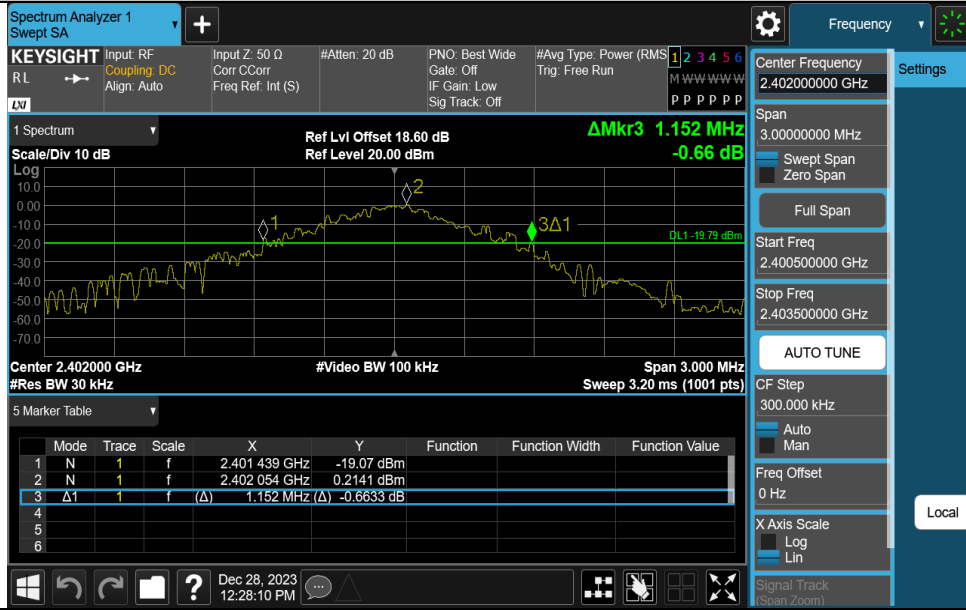 Spectrum Analyzer 1
Swept SA
+
Frequency
KEYSIGHT
RL
LXI
Input: RF
Coupling: DC
Align: Auto
Input Z: 50 Ω
Corr CCorr
Freq Ref: Int (S)
#Atten: 20 dB
PNO: Best Wide
Gate: Off
IF Gain: Low
Sig Track: Off
#Avg Type: Power (RMS
Trig: Free Run
1 2 3 4 5 6
M W W W W W
P P P P P P
1 Spectrum
Scale/Div 10 dB
Ref Lvl Offset 18.60 dB
Ref Level 20.00 dBm
ΔMkr3 1.152 MHz
-0.66 dB
Log
10.0
0.00
-10.0
-20.0
-30.0
-40.0
-50.0
-60.0
-70.0
1
2
3Δ1
DL1 -19.79 dBm
Center 2.402000 GHz
#Res BW 30 kHz
#Video BW 100 kHz
Span 3.000 MHz
Sweep 3.20 ms (1001 pts)
5 Marker Table
Mode Trace Scale X Y Function Function Width Function Value
1 N 1 f 2.401 439 GHz -19.07 dBm
2 N 1 f 2.402 054 GHz 0.2141 dBm
3 Δ1 1 f (Δ) 1.152 MHz (Δ) -0.6633 dB
4
5
6
?
Dec 28, 2023
12:28:10 PM
Center Frequency
2.402000000 GHz
Span
3.00000000 MHz
Swept Span
Zero Span
Full Span
Start Freq
2.400500000 GHz
Stop Freq
2.403500000 GHz
AUTO TUNE
CF Step
300.000 kHz
Auto
Man
Freq Offset
0 Hz
X Axis Scale
Log
Lin
Signal Track
(Span Zoom)
Settings
Local